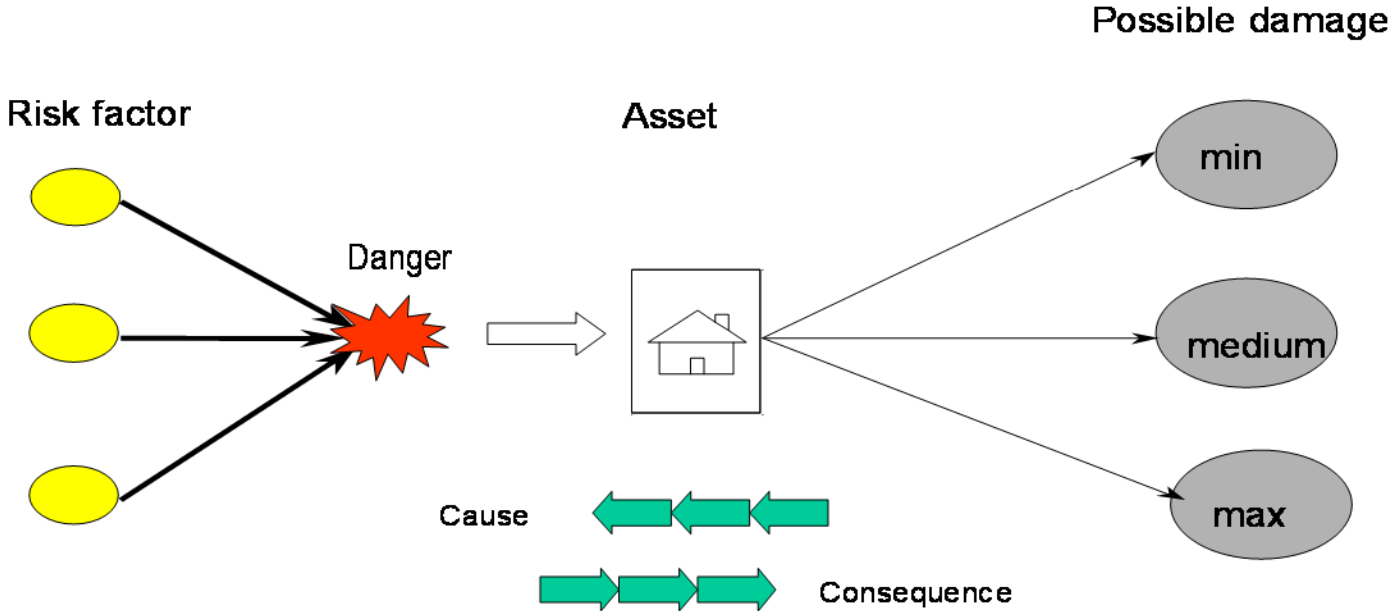 Possible damage
Risk factor
Asset
min
Danger
medium
max
Cause
Consequence